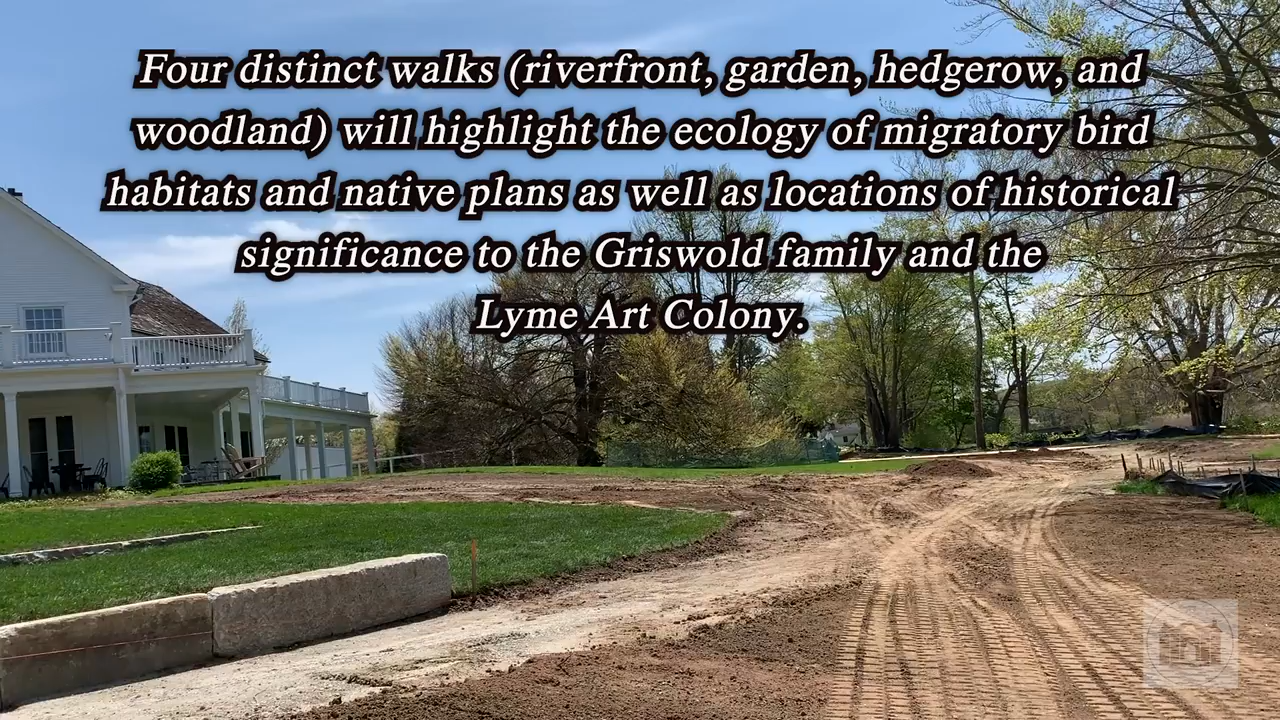 Four distinct walks (riverfront, garden, hedgerow, and
woodland) will highlight the ecology of migratory bird
habitats and native plans as well as locations of historical
significance to the Griswold family and the
Lyme Art Colony.